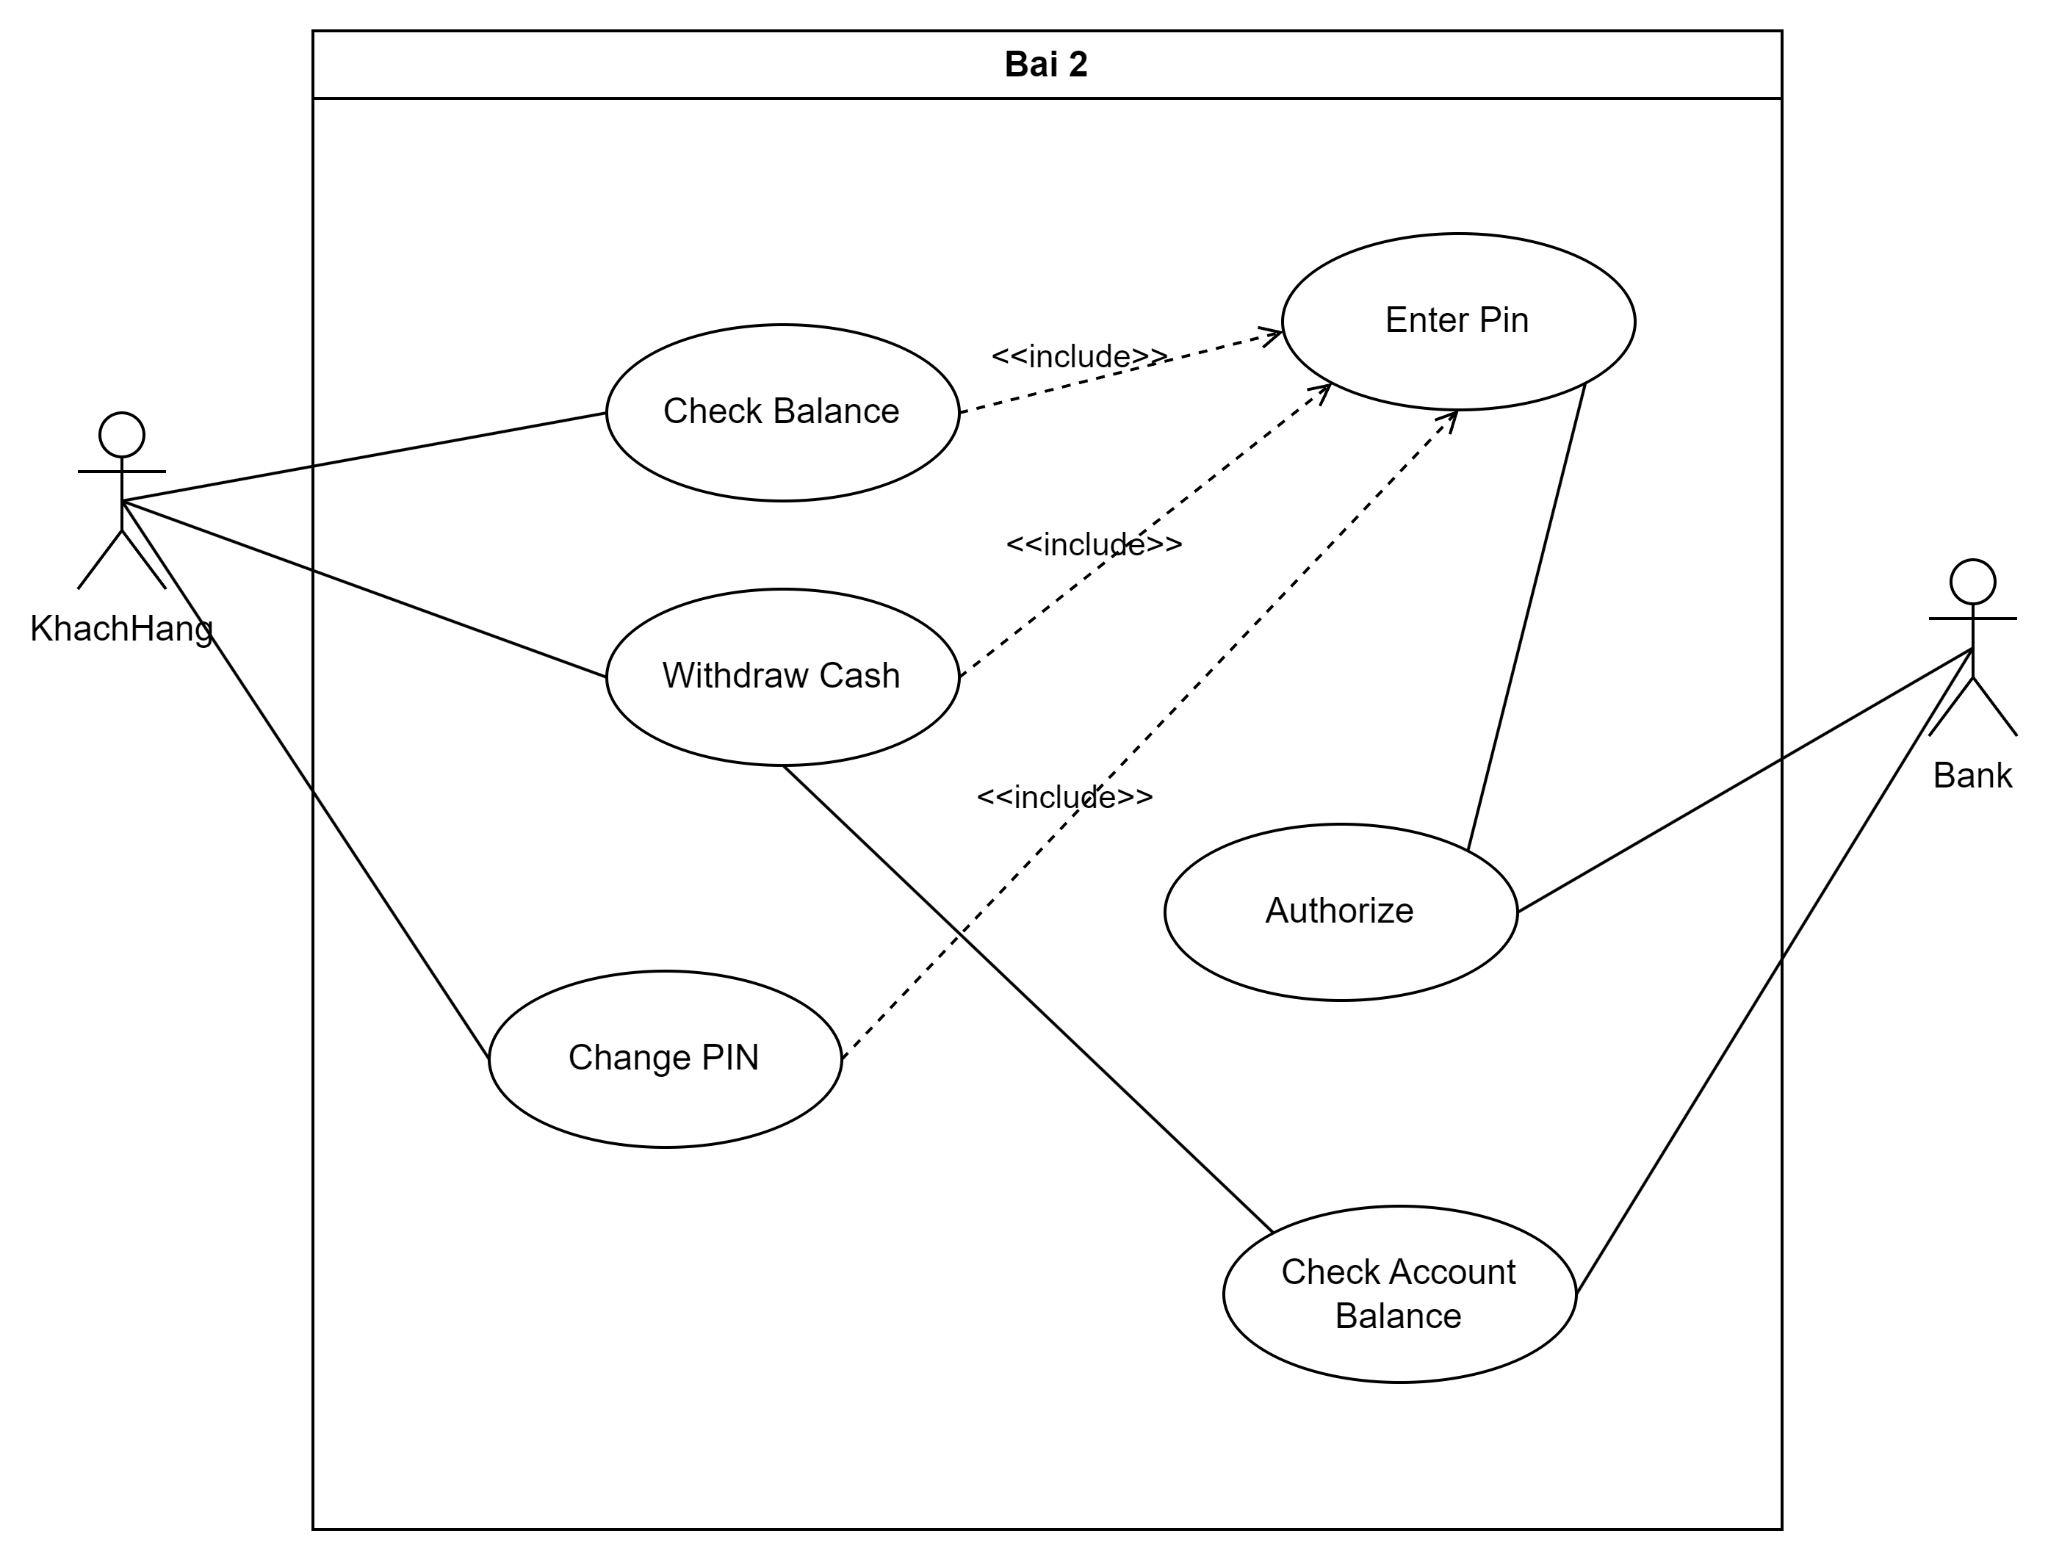 Bai 2
Enter Pin
<<include>>
Check Balance
<<include>>
KhachHang
Withdraw Cash
Bank
<<include>>
Authorize
Change PIN
Check Account
Balance